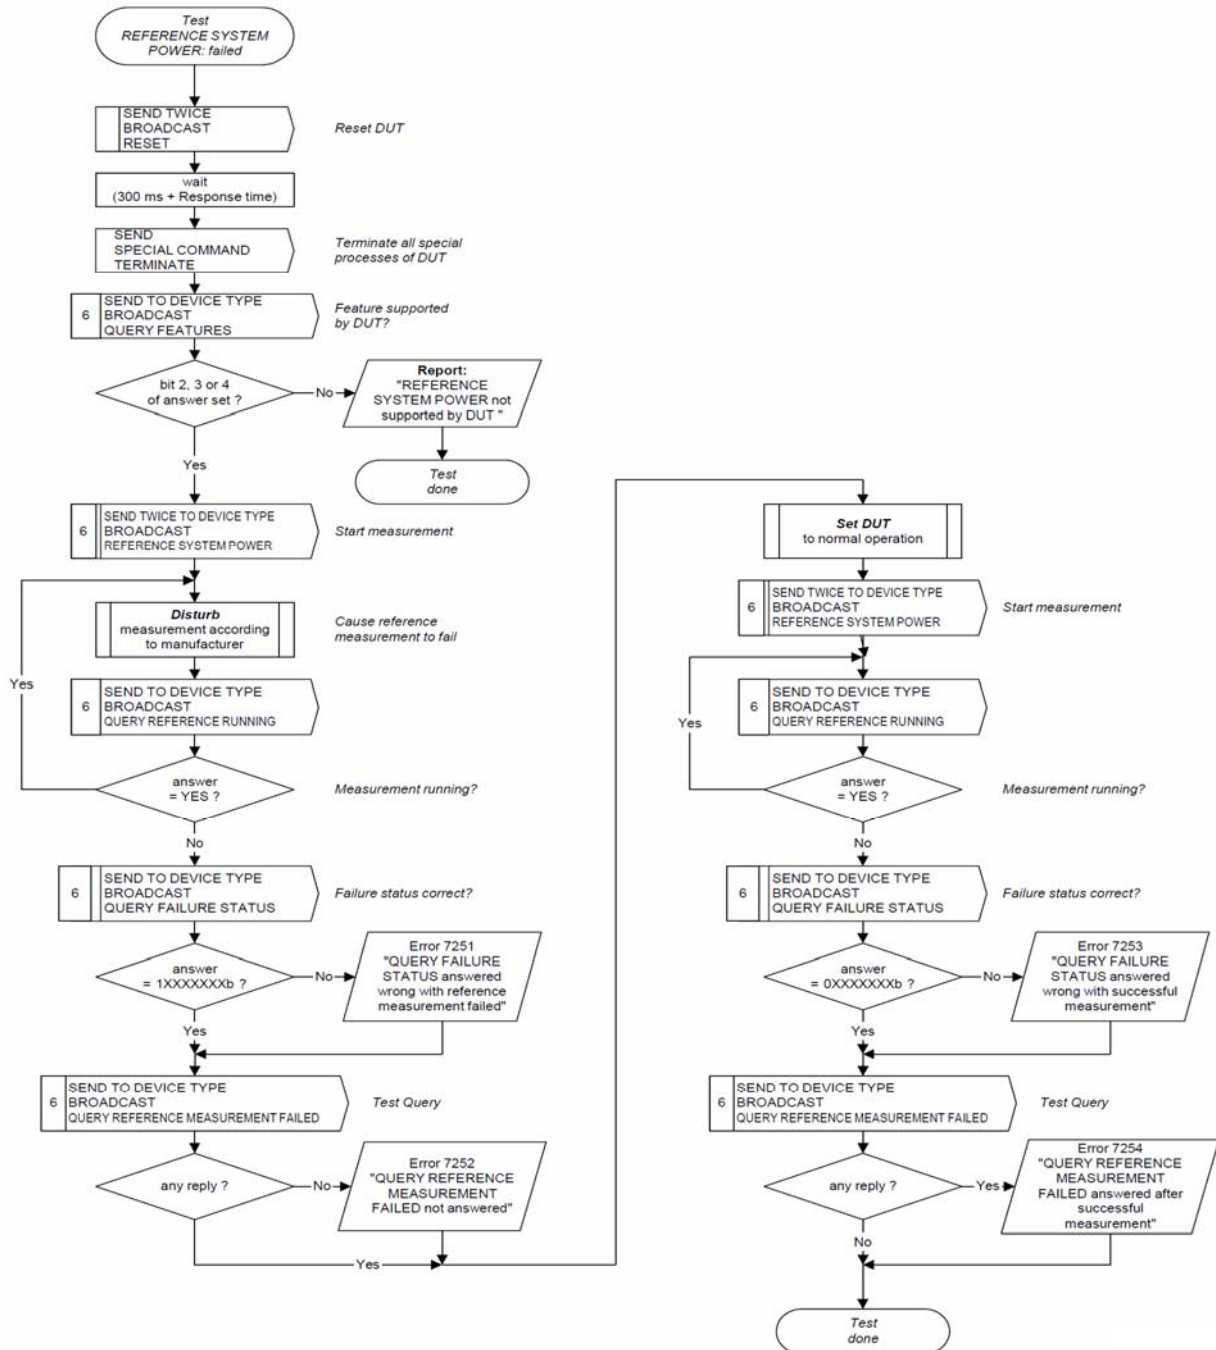 Test
REFERENCE SYSTEM
POWER: failed
SEND TWICE
BROADCAST
RESET
Reset DUT
wait
(300 ms + Response time)
SEND
SPECIAL COMMAND
TERMINATE
Terminate all special
processes of DUT
6
SEND TO DEVICE TYPE
BROADCAST
QUERY FEATURES
Feature supported
by DUT?
bit 2, 3 or 4
of answer set ?
No
Report:
"REFERENCE
SYSTEM POWER not
supported by DUT "
Test
done
Yes
6
SEND TWICE TO DEVICE TYPE
BROADCAST
REFERENCE SYSTEM POWER
Start measurement
Disturb
measurement according
to manufacturer
Cause reference
measurement to fail
Yes
6
SEND TO DEVICE TYPE
BROADCAST
QUERY REFERENCE RUNNING
answer
= YES ?
Measurement running?
No
6
SEND TO DEVICE TYPE
BROADCAST
QUERY FAILURE STATUS
Failure status correct?
answer
= 1XXXXXXXb ?
No
Error 7251
"QUERY FAILURE
STATUS answered
wrong with reference
measurement failed"
Yes
6
SEND TO DEVICE TYPE
BROADCAST
QUERY REFERENCE MEASUREMENT FAILED
Test Query
any reply ?
No
Error 7252
"QUERY REFERENCE
MEASUREMENT
FAILED not answered"
Yes
Set DUT
to normal operation
6
SEND TWICE TO DEVICE TYPE
BROADCAST
REFERENCE SYSTEM POWER
Start measurement
Yes
6
SEND TO DEVICE TYPE
BROADCAST
QUERY REFERENCE RUNNING
answer
= YES ?
Measurement running?
No
6
SEND TO DEVICE TYPE
BROADCAST
QUERY FAILURE STATUS
Failure status correct?
answer
= 0XXXXXXXb ?
No
Error 7253
"QUERY FAILURE
STATUS answered
wrong with successful
measurement"
Yes
6
SEND TO DEVICE TYPE
BROADCAST
QUERY REFERENCE MEASUREMENT FAILED
Test Query
any reply ?
Yes
Error 7254
"QUERY REFERENCE
MEASUREMENT
FAILED answered after
successful
measurement"
No
Test
done